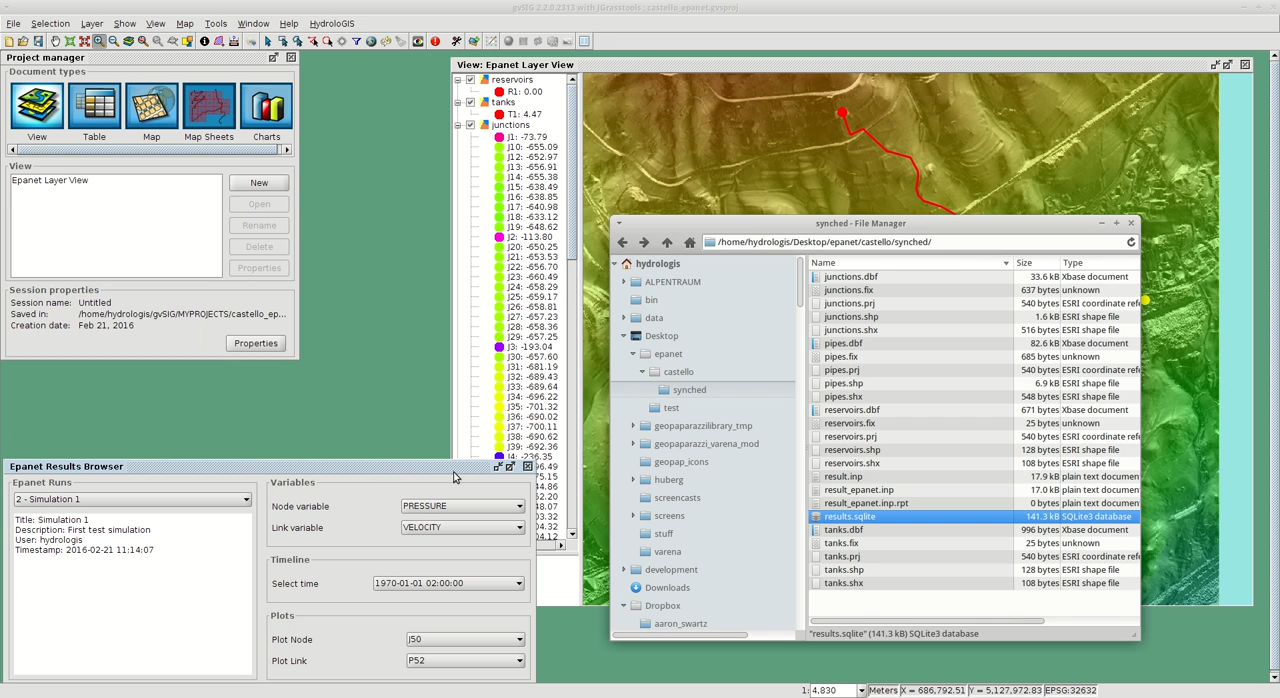 gvSIG 2.2.0.2313 with JGrasstools : castello_epanet.gvsproj
File Selection Layer Show View Map Tools Window Help HydroloGIS
Project manager
Document types
View Table Map Map Sheets Charts
View
Epanet Layer View
New
Open
Rename
Delete
Properties
Session properties
Session name: Untitled
Saved in: /home/hydrologis/gvSIG/MYPROJECTS/castello_ep...
Creation date: Feb 21, 2016
Properties
View: Epanet Layer View
reservoirs
R1: 0.00
tanks
T1: 4.47
junctions
J1: -73.79
J10: -655.09
J12: -652.97
J13: -656.91
J14: -655.38
J15: -638.49
J16: -638.85
J17: -640.98
J18: -633.12
J19: -648.62
J2: -113.80
J20: -650.25
J21: -653.53
J22: -656.70
J23: -660.49
J24: -658.29
J25: -659.17
J26: -658.81
J27: -657.23
J28: -658.36
J29: -657.25
J3: -193.04
J30: -657.60
J31: -681.19
J32: -689.43
J33: -689.64
J34: -696.22
J35: -701.32
J36: -690.02
J37: -700.11
J38: -690.62
J39: -692.36
J4: -236.35
synched - File Manager
/home/hydrologis/Desktop/epanet/castello/synched/
hydrologis
ALPENTRAUM
bin
data
Desktop
epanet
castello
synched
test
geopaparazzilibrary_tmp
geopaparazzi_varena_mod
geopap_icons
huberg
screencasts
screens
stuff
varena
development
Downloads
Dropbox
aaron_swartz
Name Size Type
junctions.dbf 33.6 kB Xbase document
junctions.fix 637 bytes unknown
junctions.prj 540 bytes ESRI coordinate refe
junctions.shp 1.6 kB ESRI shape file
junctions.shx 516 bytes ESRI shape file
pipes.dbf 82.6 kB Xbase document
pipes.fix 685 bytes unknown
pipes.prj 540 bytes ESRI coordinate refe
pipes.shp 6.9 kB ESRI shape file
pipes.shx 548 bytes ESRI shape file
reservoirs.dbf 671 bytes Xbase document
reservoirs.fix 25 bytes unknown
reservoirs.prj 540 bytes ESRI coordinate refe
reservoirs.shp 128 bytes ESRI shape file
reservoirs.shx 108 bytes ESRI shape file
result.inp 17.9 kB plain text document
result_epanet.inp 17.0 kB plain text document
result_epanet.inp.rpt 0 bytes plain text document
results.sqlite 141.3 kB SQLite3 database
tanks.dbf 996 bytes Xbase document
tanks.fix 25 bytes unknown
tanks.prj 540 bytes ESRI coordinate refe
tanks.shp 128 bytes ESRI shape file
tanks.shx 108 bytes ESRI shape file
"results.sqlite" (141.3 kB) SQLite3 database
Epanet Results Browser
Epanet Runs
2 - Simulation 1
Title: Simulation 1
Description: First test simulation
User: hydrologis
Timestamp: 2016-02-21 11:14:07
Variables
Node variable PRESSURE
Link variable VELOCITY
Timeline
Select time 1970-01-01 02:00:00
Plots
Plot Node J50
Plot Link P52
1: 4,830 Meters X = 686,792.51 Y = 5,127,972.83 EPSG:32632